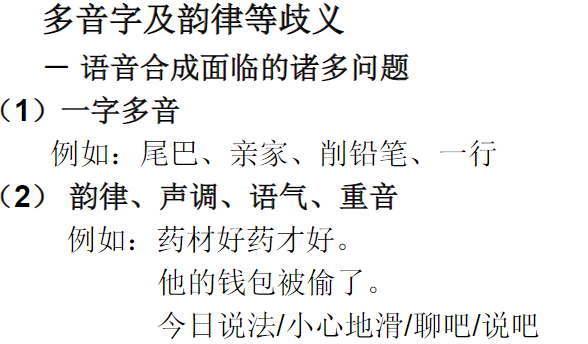 多音字及韵律等歧义
－ 语音合成面临的诸多问题
（1）一字多音
例如：尾巴、亲家、削铅笔、一行
（2） 韵律、声调、语气、重音
例如：药材好药才好。
他的钱包被偷了。
今日说法/小心地滑/聊吧/说吧